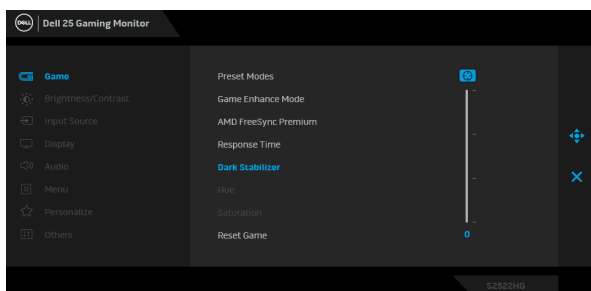 DELL
Dell 25 Gaming Monitor
Game
Brightness/Contrast
Input Source
Display
Audio
Menu
Personalize
Others
Preset Modes
Game Enhance Mode
AMD FreeSync Premium
Response Time
Dark Stabilizer
Hue
Saturation
Reset Game
0
S2522HG